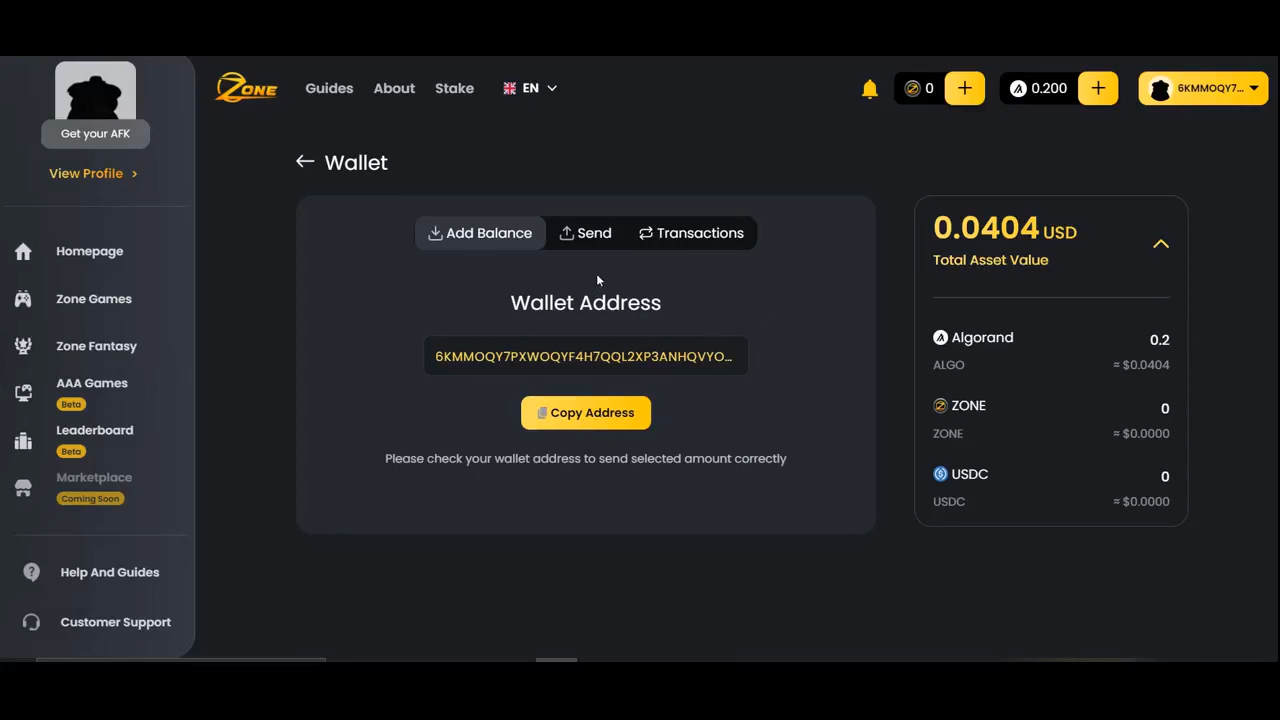 Get your AFK
View Profile >
Homepage
Zone Games
Zone Fantasy
AAA Games
Beta
Leaderboard
Beta
Marketplace
Coming Soon
Help And Guides
Customer Support
ZONE
Guides
About
Stake
EN
0
+
0.200
+
6KMMOQY7...
← Wallet
Add Balance
Send
Transactions
Wallet Address
6KMMOQY7PXWOQYF4H7QQL2XP3ANHQVYO...
Copy Address
Please check your wallet address to send selected amount correctly
0.0404 USD
Total Asset Value
Algorand 0.2
ALGO ≈ $0.0404
ZONE 0
ZONE ≈ $0.0000
USDC 0
USDC ≈ $0.0000